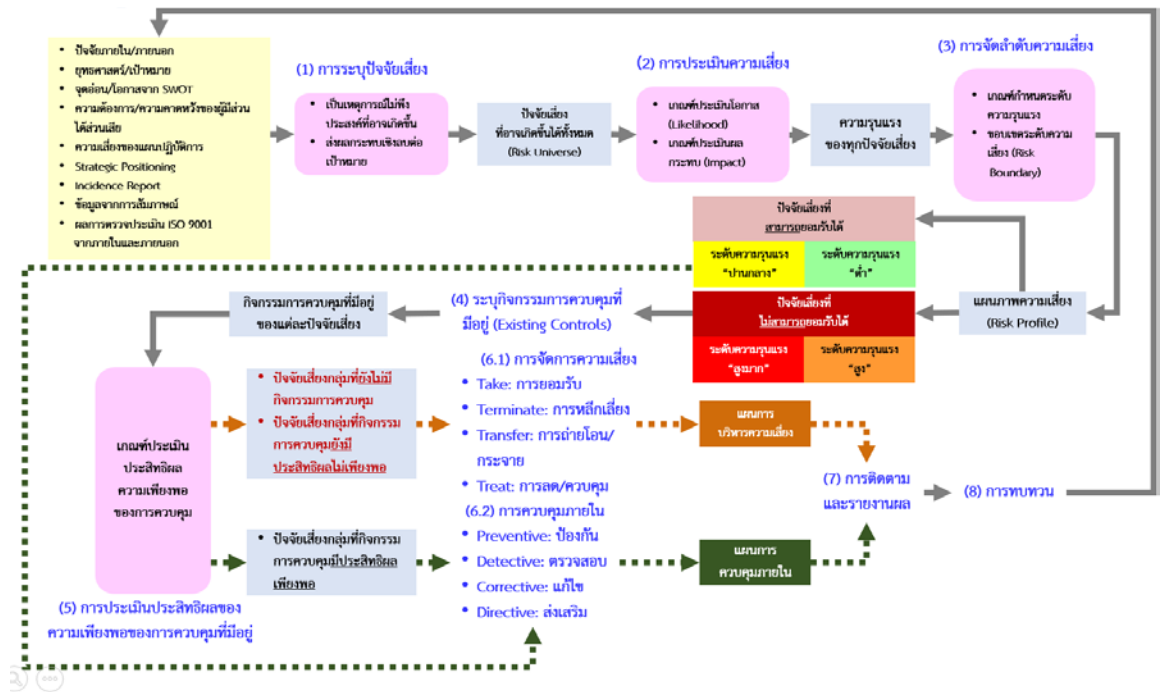 • ปัจจัยภายใน/ภายนอก
• ยุทธศาสตร์/เป้าหมาย
• จุดอ่อน/โอกาสจาก SWOT
• ความต้องการ/ความคาดหวังของผู้มีส่วน
ได้ส่วนเสีย
• ความเสี่ยงของแผนปฏิบัติการ
• Strategic Positioning
• Incidence Report
• ข้อมูลจากการสัมภาษณ์
• ผลการตรวจประเมิน ISO 9001
จากภายในและภายนอก
(1) การระบุปัจจัยเสี่ยง
• เป็นเหตุการณ์ไม่พึง
ประสงค์ที่อาจเกิดขึ้น
• ส่งผลกระทบเชิงลบต่อ
เป้าหมาย
ปัจจัยเสี่ยง
ที่อาจเกิดขึ้นได้ทั้งหมด
(Risk Universe)
(2) การประเมินความเสี่ยง
• เกณฑ์ประเมินโอกาส
(Likelihood)
• เกณฑ์ประเมินผล
กระทบ (Impact)
ความรุนแรง
ของทุกปัจจัยเสี่ยง
(3) การจัดลำดับความเสี่ยง
• เกณฑ์กำหนดระดับ
ความรุนแรง
• ขอบเขตระดับความ
เสี่ยง (Risk
Boundary)
ปัจจัยเสี่ยงที่
สามารถยอมรับได้
ระดับความรุนแรง
"ปานกลาง"
ระดับความรุนแรง
"ต่ำ"
ปัจจัยเสี่ยงที่
ไม่สามารถยอมรับได้
ระดับความรุนแรง
"สูงมาก"
ระดับความรุนแรง
"สูง"
แผนภาพความเสี่ยง
(Risk Profile)
(4) ระบุกิจกรรมการควบคุมที่
มีอยู่ (Existing Controls)
กิจกรรมการควบคุมที่มีอยู่
ของแต่ละปัจจัยเสี่ยง
เกณฑ์ประเมิน
ประสิทธิผล
ความเพียงพอ
ของการควบคุม
(5) การประเมินประสิทธิผลของ
ความเพียงพอของการควบคุมที่มีอยู่
• ปัจจัยเสี่ยงกลุ่มที่ยังไม่มี
กิจกรรมการควบคุม
• ปัจจัยเสี่ยงกลุ่มที่กิจกรรม
การควบคุมยังมี
ประสิทธิผลไม่เพียงพอ
• ปัจจัยเสี่ยงกลุ่มที่กิจกรรม
การควบคุมมีประสิทธิผล
เพียงพอ
(6.1) การจัดการความเสี่ยง
• Take: การยอมรับ
• Terminate: การหลีกเลี่ยง
• Transfer: การถ่ายโอน/
กระจาย
• Treat: การลด/ควบคุม
(6.2) การควบคุมภายใน
• Preventive: ป้องกัน
• Detective: ตรวจสอบ
• Corrective: แก้ไข
• Directive: ส่งเสริม
แผนการ
บริหารความเสี่ยง
แผนการ
ควบคุมภายใน
(7) การติดตาม
และรายงานผล
(8) การทบทวน